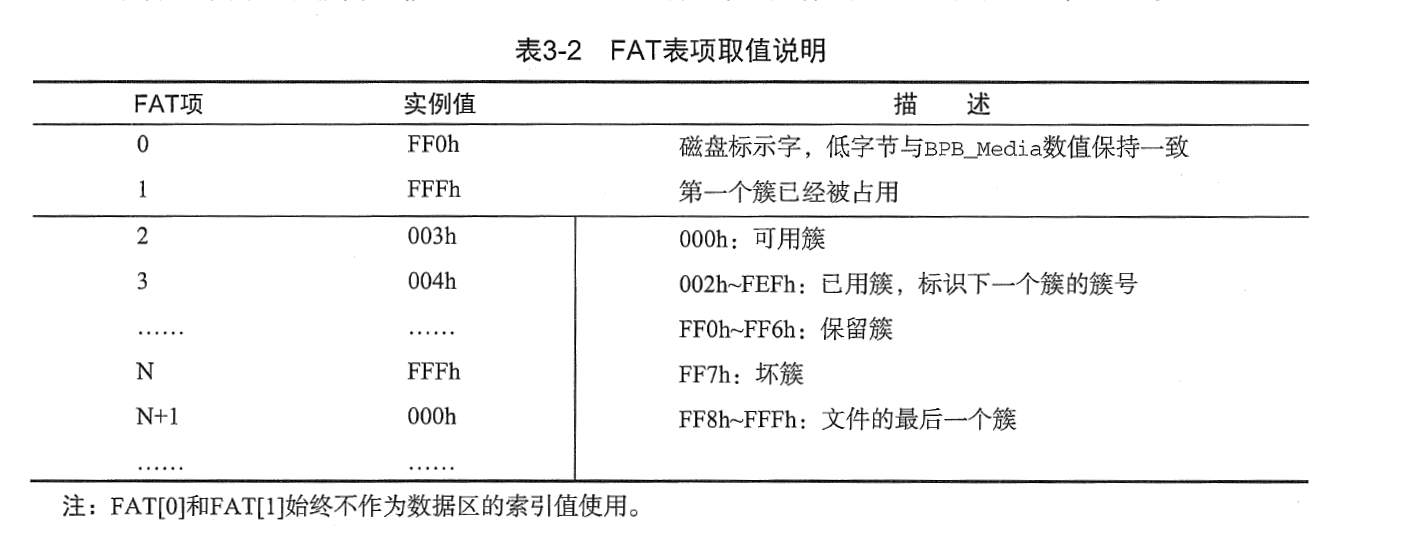 表3-2 FAT表项取值说明
FAT项 实例值 描 述
0 FF0h 磁盘标示字，低字节与BPB_Media数值保持一致
1 FFFh 第一个簇已经被占用
2 003h 000h：可用簇
3 004h 002h~FEFh：已用簇，标识下一个簇的簇号
…… …… FF0h~FF6h：保留簇
N FFFh FF7h：坏簇
N+1 000h FF8h~FFFh：文件的最后一个簇
…… ……
注：FAT[0]和FAT[1]始终不作为数据区的索引值使用。